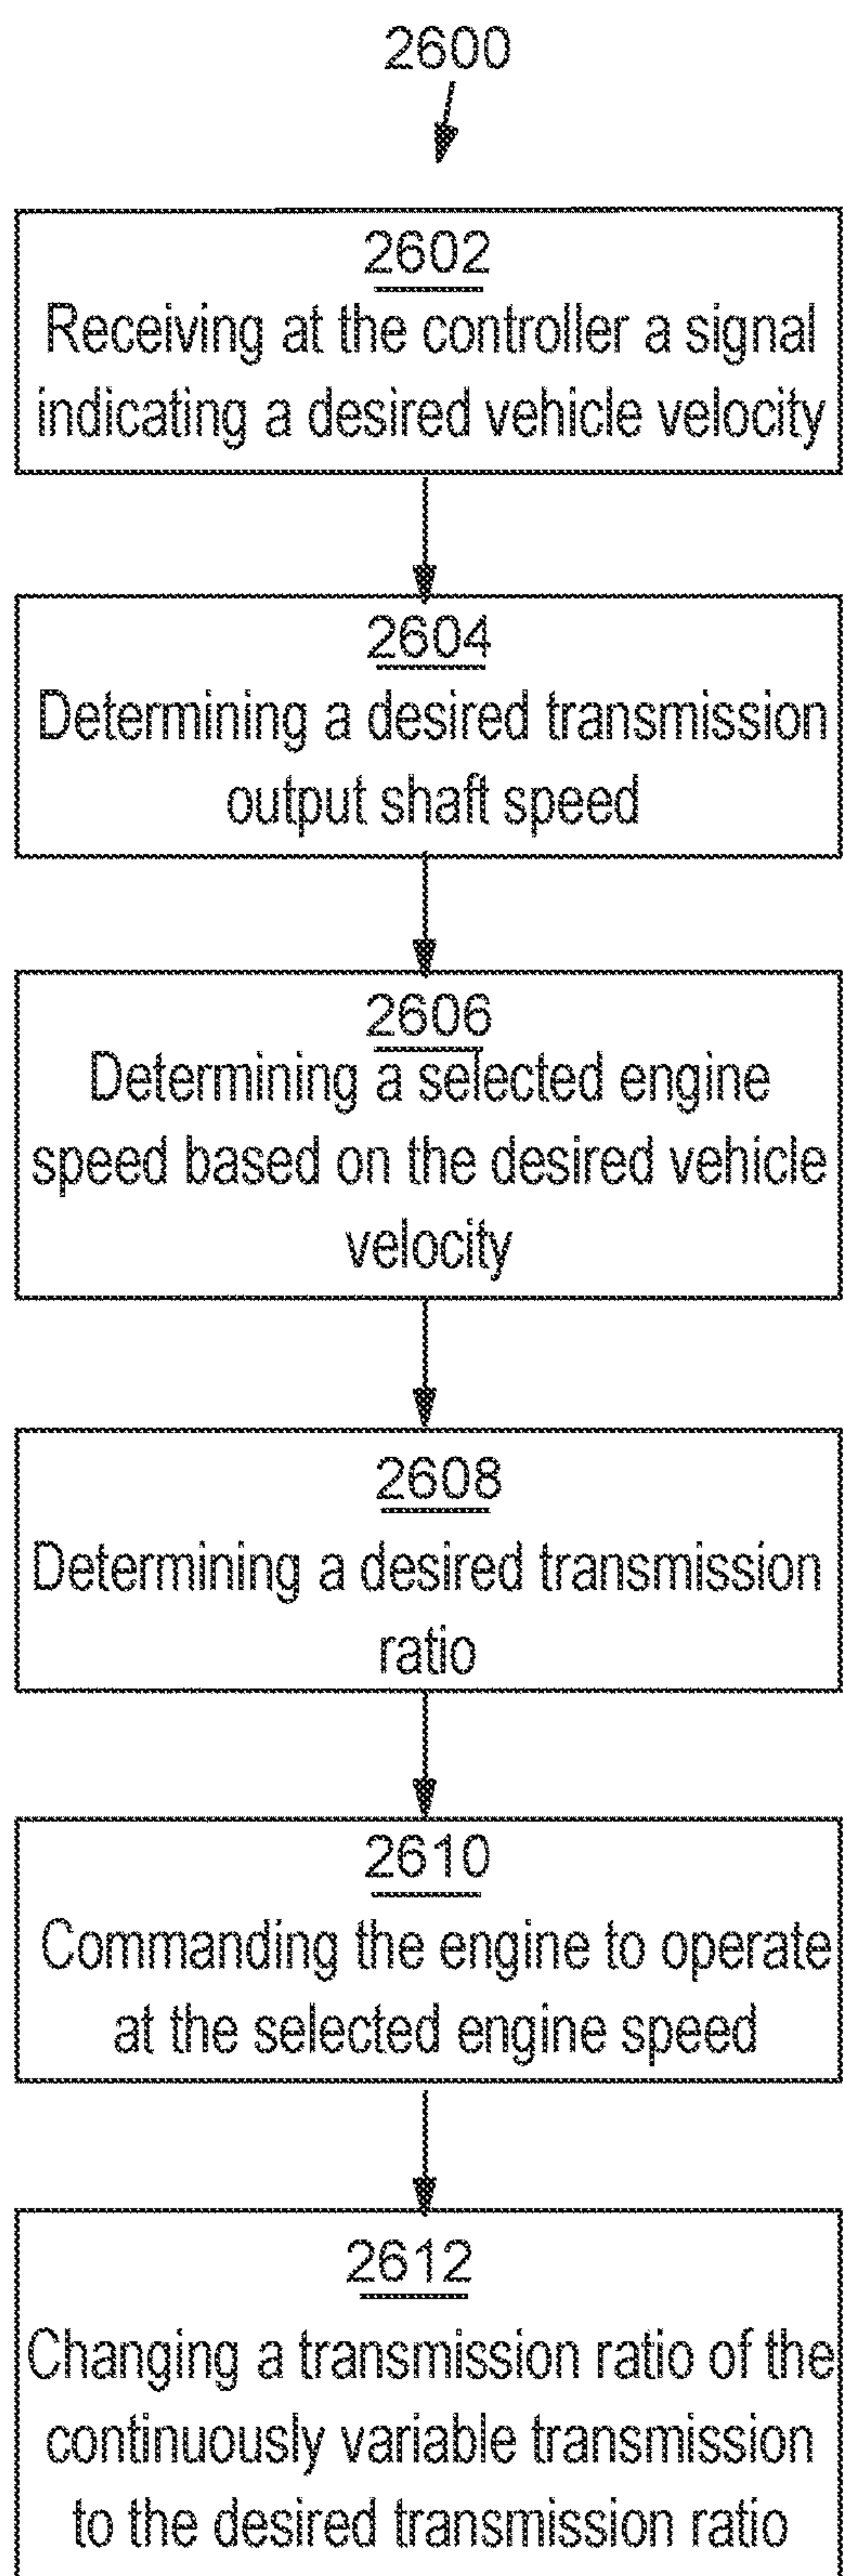 2600
2602
Receiving at the controller a signal
indicating a desired vehicle velocity
2604
Determining a desired transmission
output shaft speed
2606
Determining a selected engine
speed based on the desired vehicle
velocity
2608
Determining a desired transmission
ratio
2610
Commanding the engine to operate
at the selected engine speed
2612
Changing a transmission ratio of the
continuously variable transmission
to the desired transmission ratio